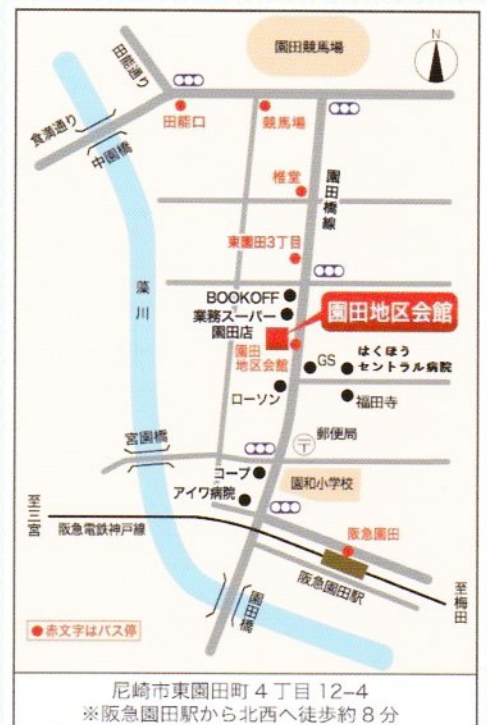 園田競馬場
N
田能通り
食満通り
中園橋
田能口
競馬場
椎堂
園田橋線
東園田3丁目
藻川
BOOKOFF
業務スーパー
園田店
園田地区会館
園田
地区会館
GS
はくほう
セントラル病院
ローソン
福田寺
〒
郵便局
宮園橋
コープ
アイワ病院
園和小学校
至三宮
阪急電鉄神戸線
阪急園田
阪急園田駅
至梅田
園田橋
●赤文字はバス停
尼崎市東園田町4丁目12–4
※阪急園田駅から北西へ徒歩約8分